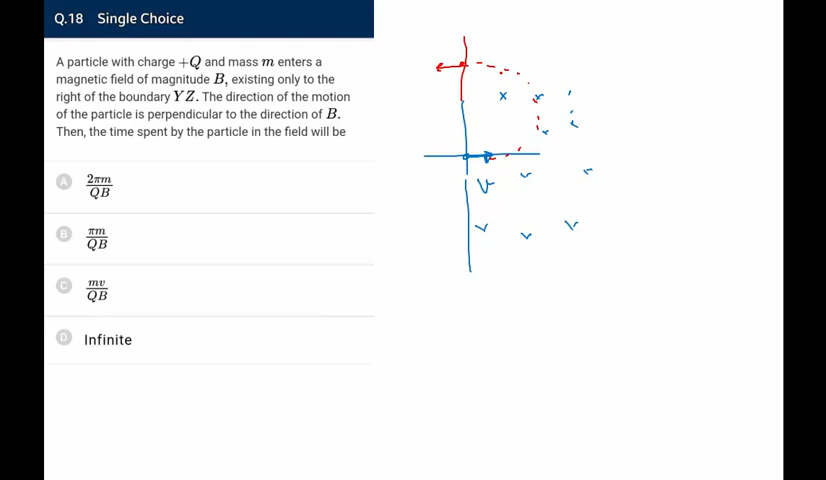 Q.18 Single Choice
A particle with charge +Q and mass m enters a
magnetic field of magnitude B, existing only to the
right of the boundary YZ. The direction of the motion
of the particle is perpendicular to the direction of B.
Then, the time spent by the particle in the field will be
A 2πm/QB
B πm/QB
C mv/QB
D Infinite